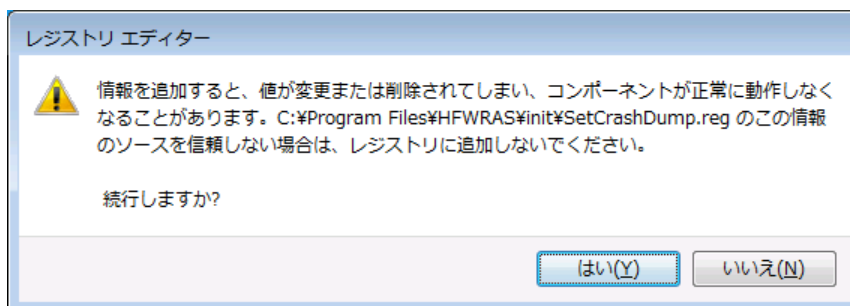 レジストリ エディター
情報を追加すると、値が変更または削除されてしまい、コンポーネントが正常に動作しなく
なることがあります。C:¥Program Files¥HFWRAS¥init¥SetCrashDump.reg のこの情報
のソースを信頼しない場合は、レジストリに追加しないでください。
続行しますか?
はい(Y) いいえ(N)